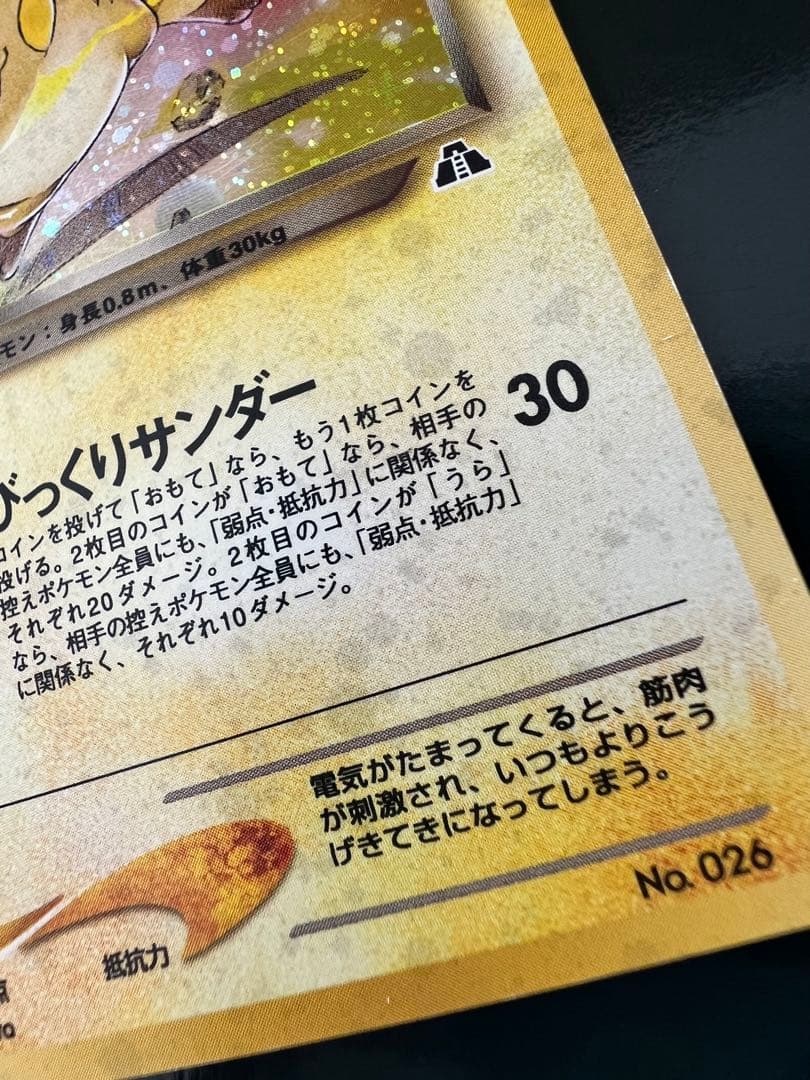 モン：身長0.8m、体重30kg
びっくりサンダー 30
コインを投げて「おもて」なら、もう1枚コインを
投げる。2枚目のコインが「おもて」なら、相手の
控えポケモン全員にも、「弱点・抵抗力」に関係なく、
それぞれ20ダメージ。2枚目のコインが「うら」
なら、相手の控えポケモン全員にも、「弱点・抵抗力」
に関係なく、それぞれ10ダメージ。
電気がたまってくると、筋肉
が刺激され、いつもよりこう
げきてきになってしまう。
No. 026
抵抗力